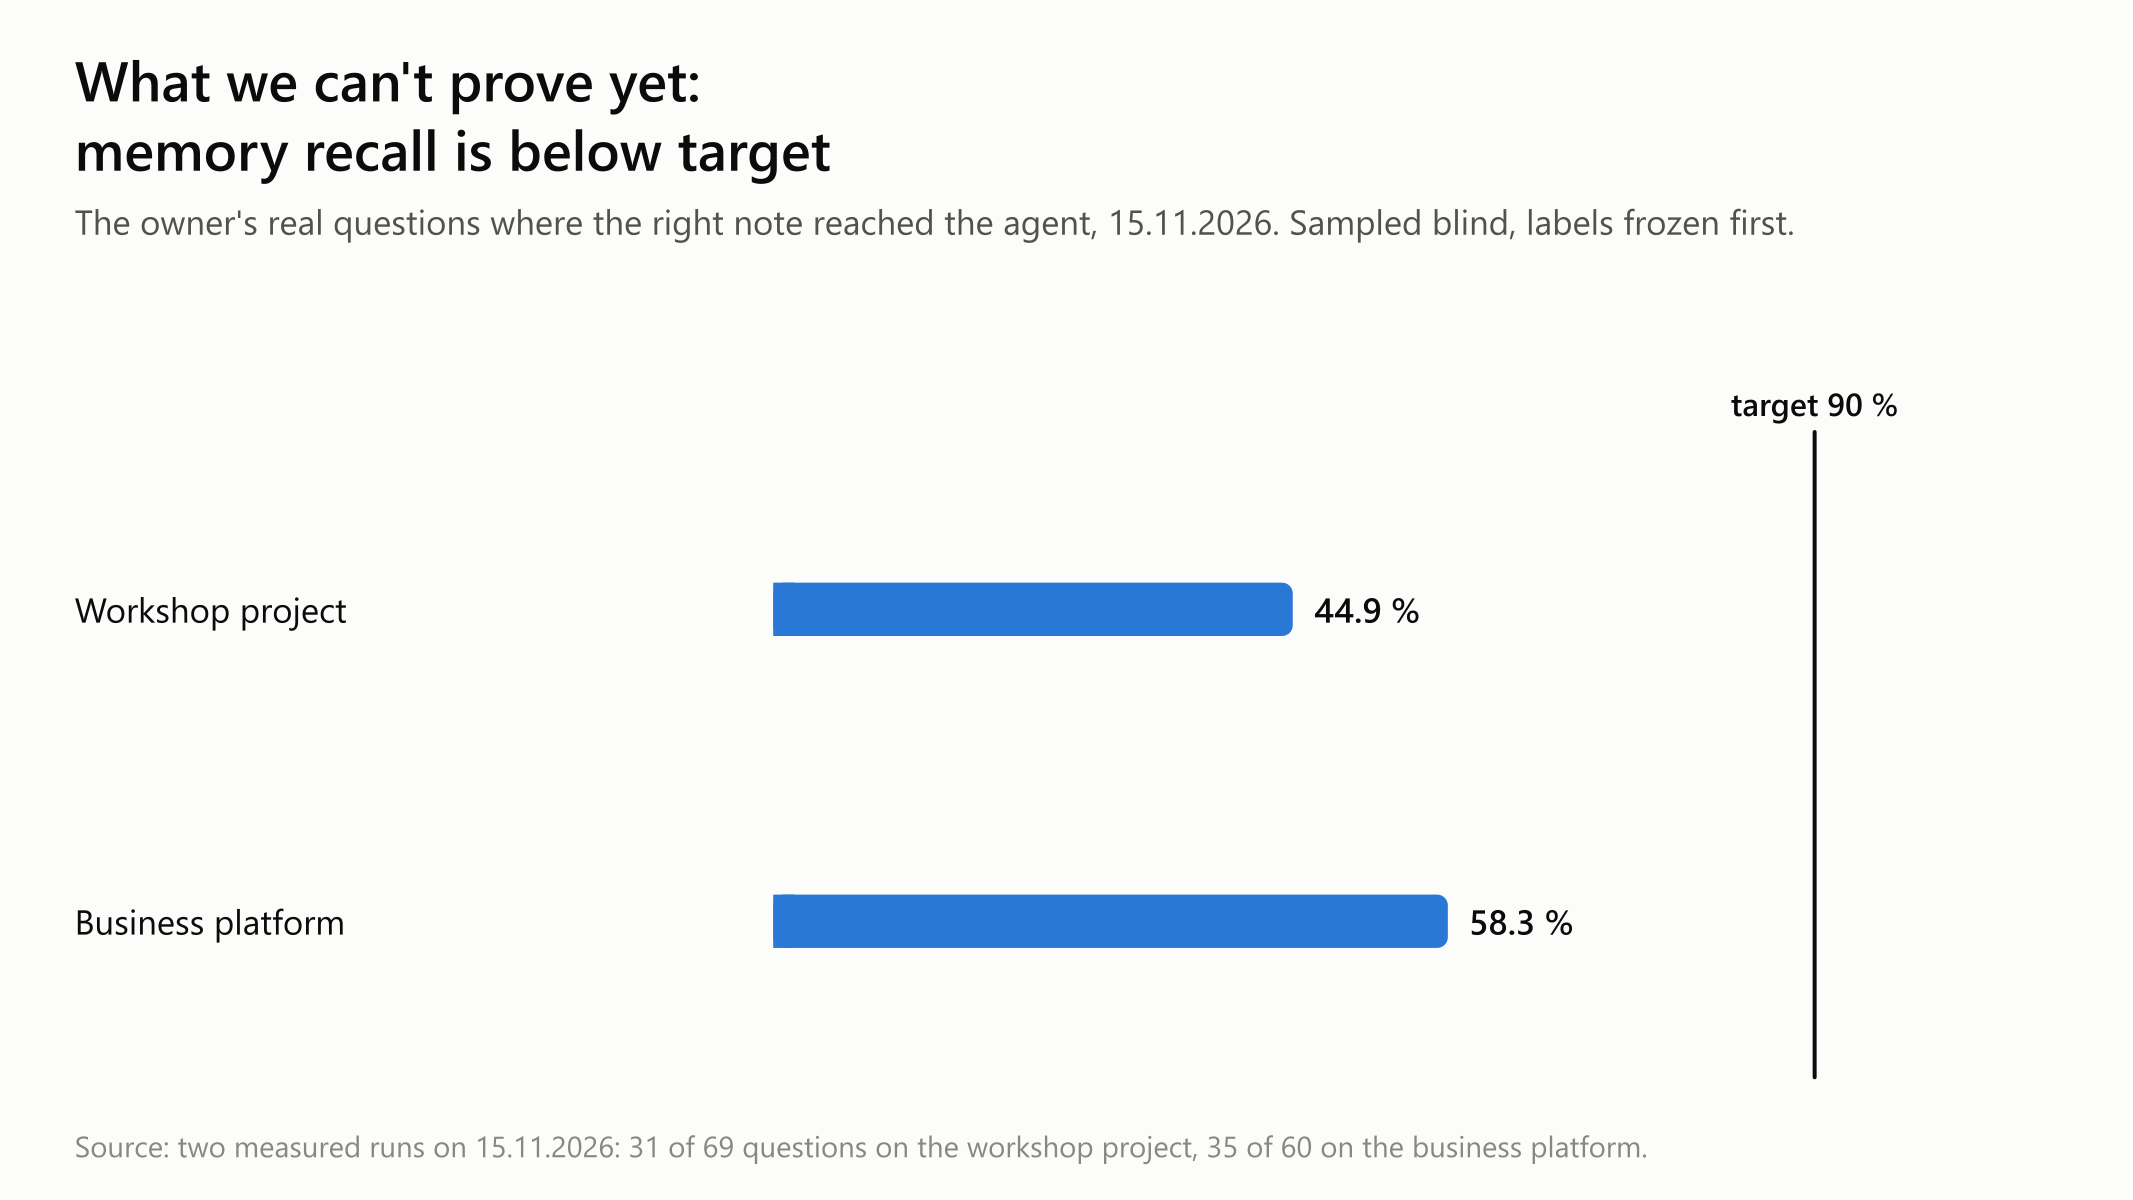 What we can't prove yet:
memory recall is below target
The owner's real questions where the right note reached the agent, 15.11.2026. Sampled blind, labels frozen first.
target 90 %
Workshop project
44.9 %
Business platform
58.3 %
Source: two measured runs on 15.11.2026: 31 of 69 questions on the workshop project, 35 of 60 on the business platform.